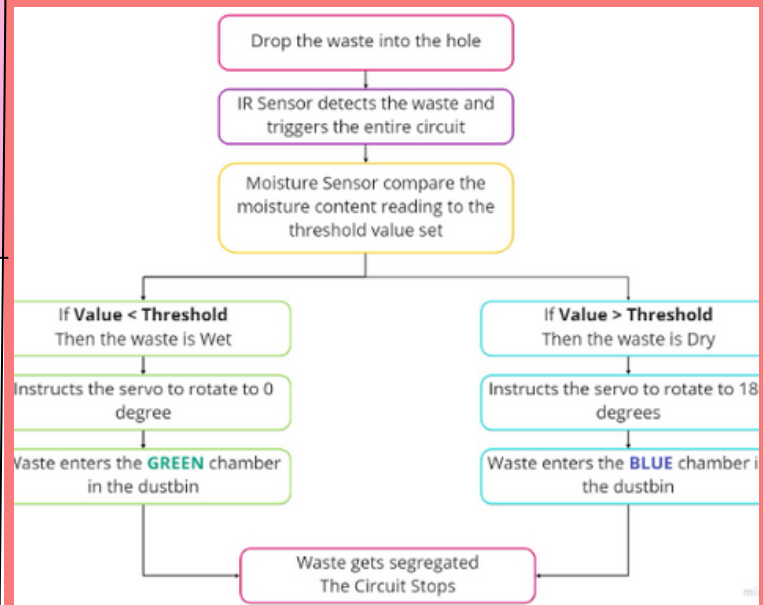 Drop the waste into the hole
IR Sensor detects the waste and
triggers the entire circuit
Moisture Sensor compare the
moisture content reading to the
threshold value set
If Value < Threshold
Then the waste is Wet
If Value > Threshold
Then the waste is Dry
Instructs the servo to rotate to 0
degree
Instructs the servo to rotate to 18
degrees
Waste enters the GREEN chamber
in the dustbin
Waste enters the BLUE chamber i
the dustbin
Waste gets segregated
The Circuit Stops